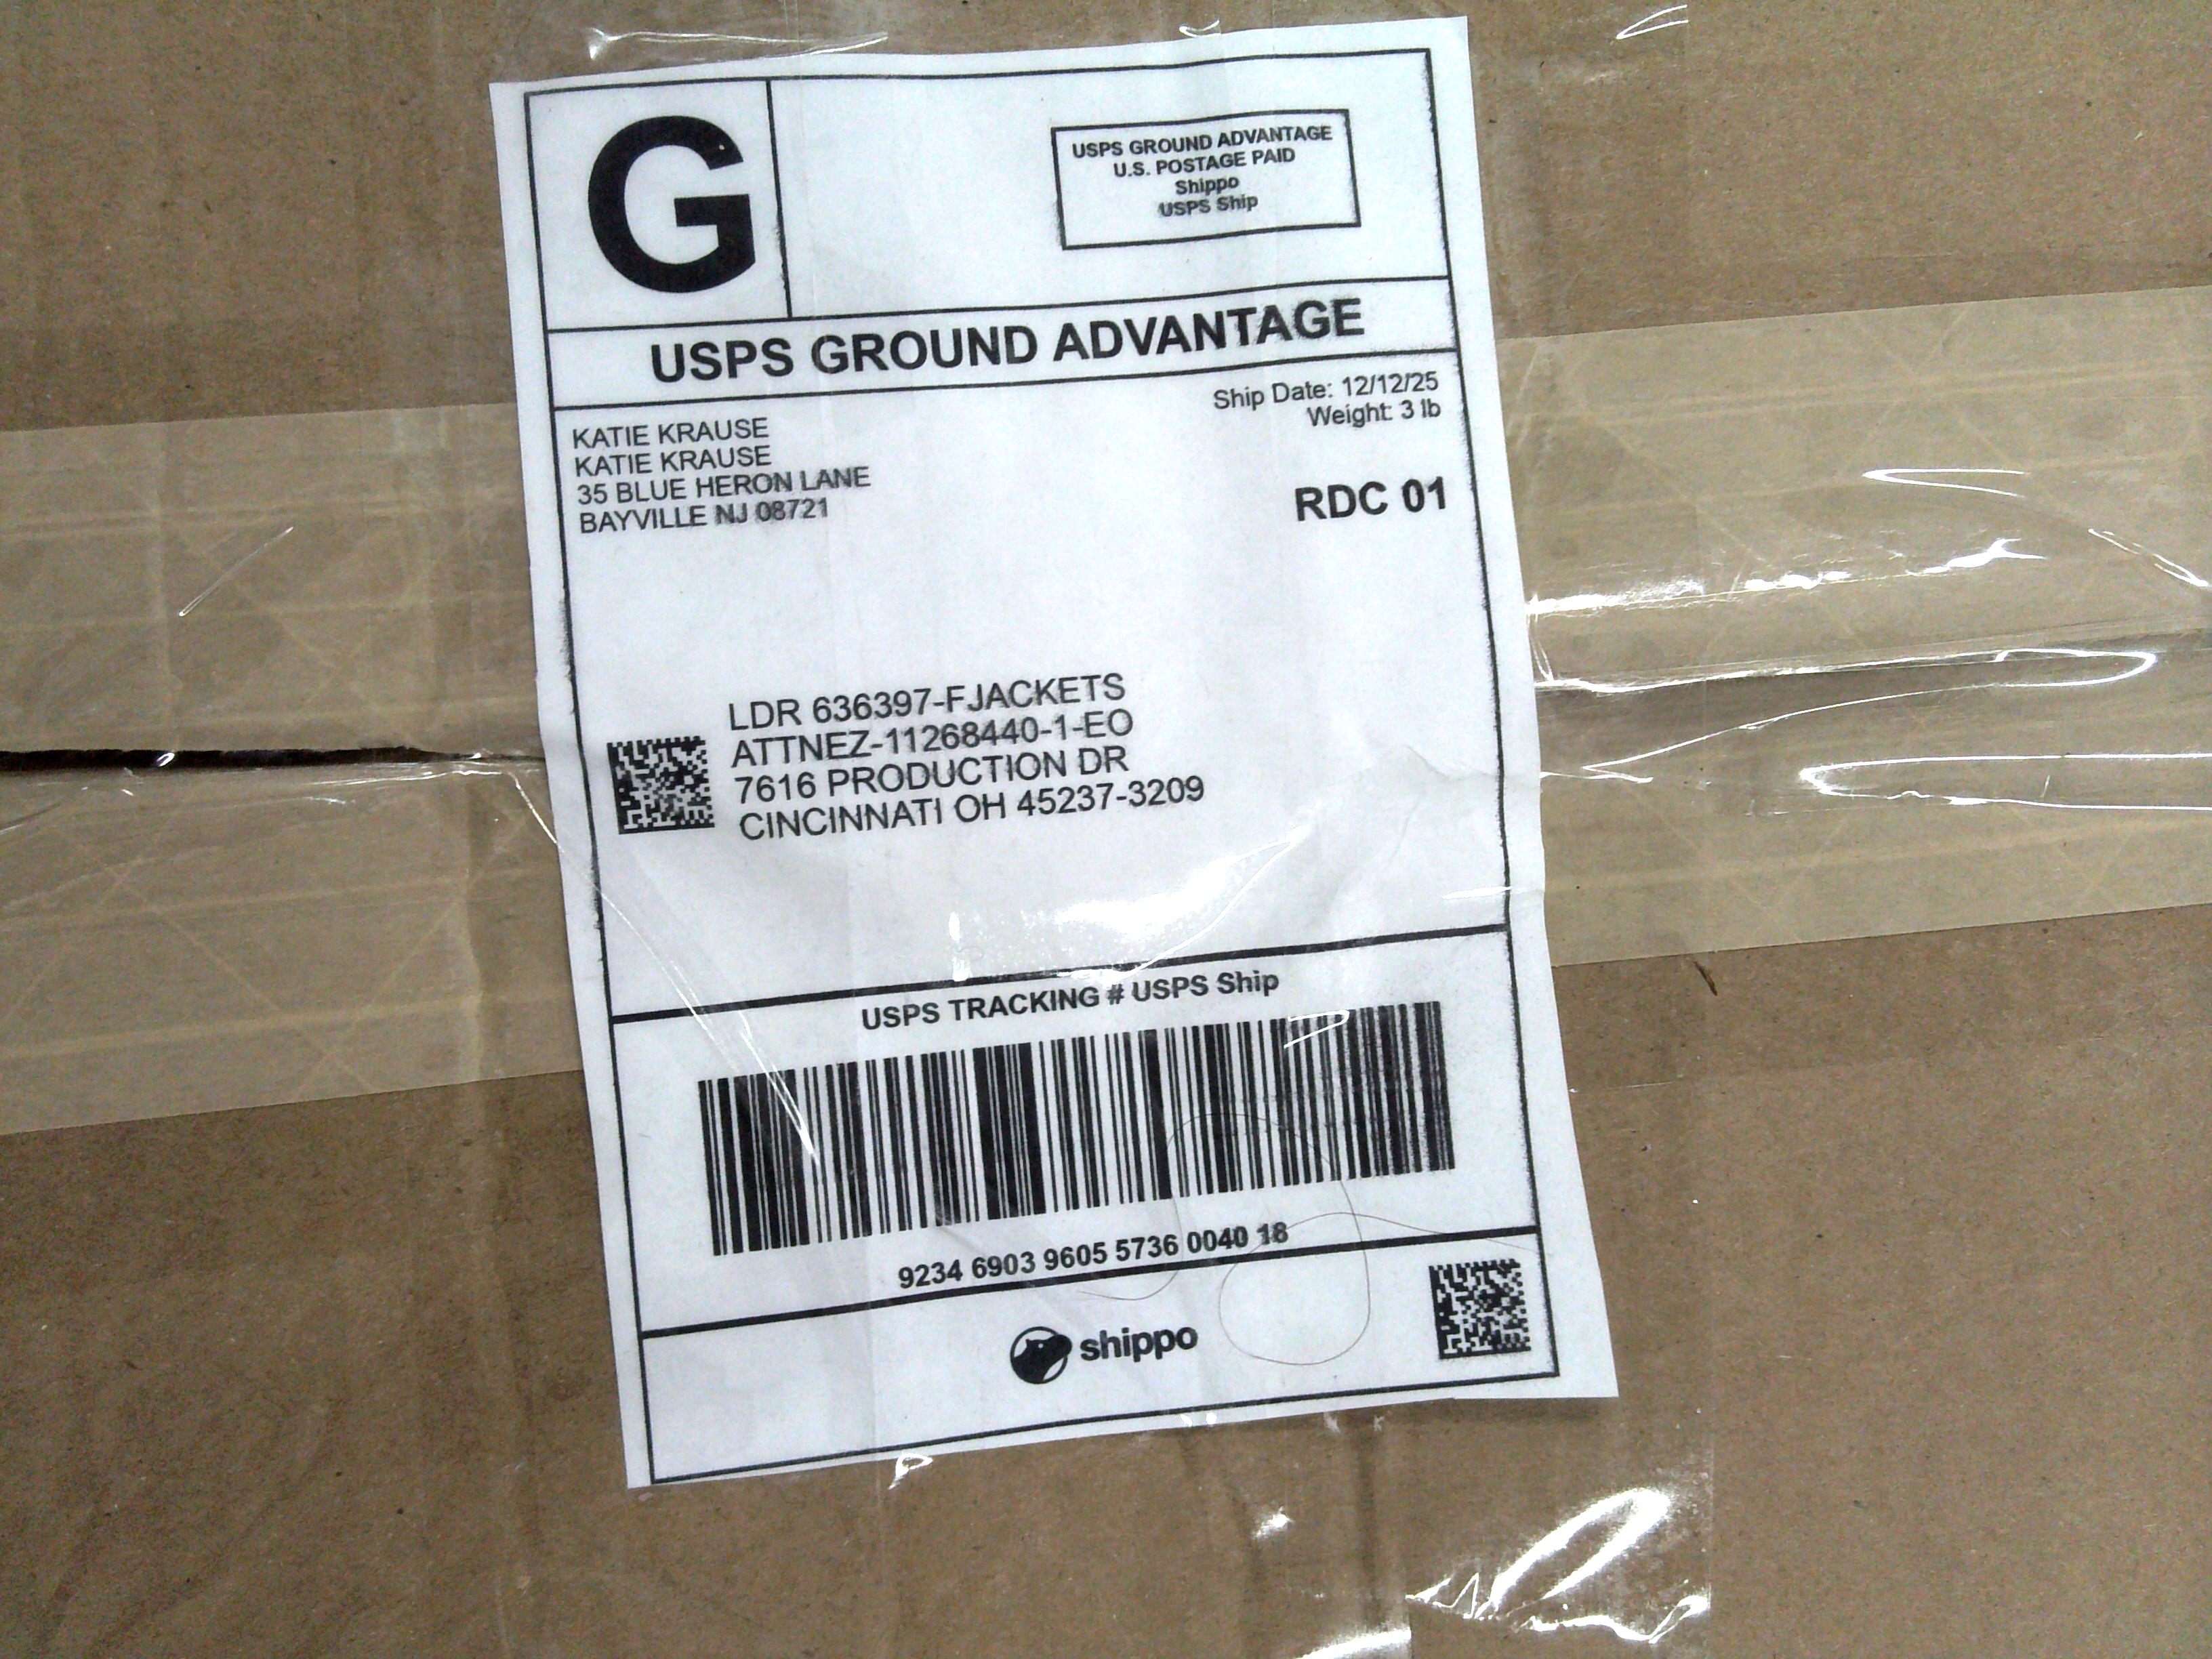 G
USPS GROUND ADVANTAGE
U.S. POSTAGE PAID
Shippo
USPS Ship
USPS GROUND ADVANTAGE
Ship Date: 12/12/25
Weight: 3 lb
KATIE KRAUSE
KATIE KRAUSE
35 BLUE HERON LANE
BAYVILLE NJ 08721
RDC 01
LDR 636397-FJACKETS
ATTNEZ-11268440-1-EO
7616 PRODUCTION DR
CINCINNATI OH 45237-3209
USPS TRACKING # USPS Ship
9234 6903 9605 5736 0040 18
shippo